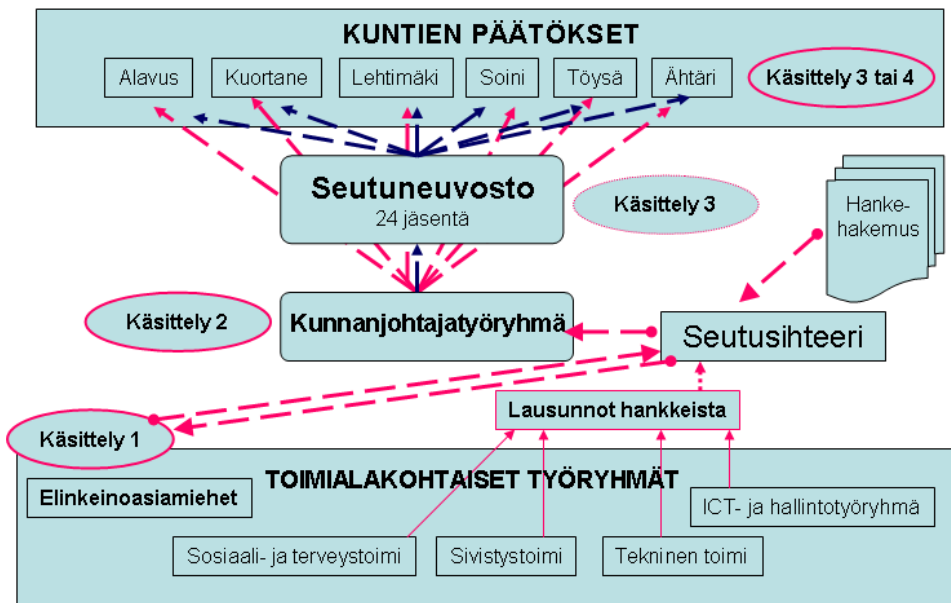 KUNTIEN PÄÄTÖKSET
Alavus
Kuortane
Lehtimäki
Soini
Töysä
Ähtäri
Käsittely 3 tai 4
Seutuneuvosto
24 jäsentä
Käsittely 3
Hanke-
hakemus
Käsittely 2
Kunnanjohtajatyöryhmä
Seutusihteeri
Lausunnot hankkeista
Käsittely 1
TOIMIALAKOHTAISET TYÖRYHMÄT
Elinkeinoasiamiehet
ICT- ja hallintotyöryhmä
Sosiaali- ja terveystoimi
Sivistystoimi
Tekninen toimi